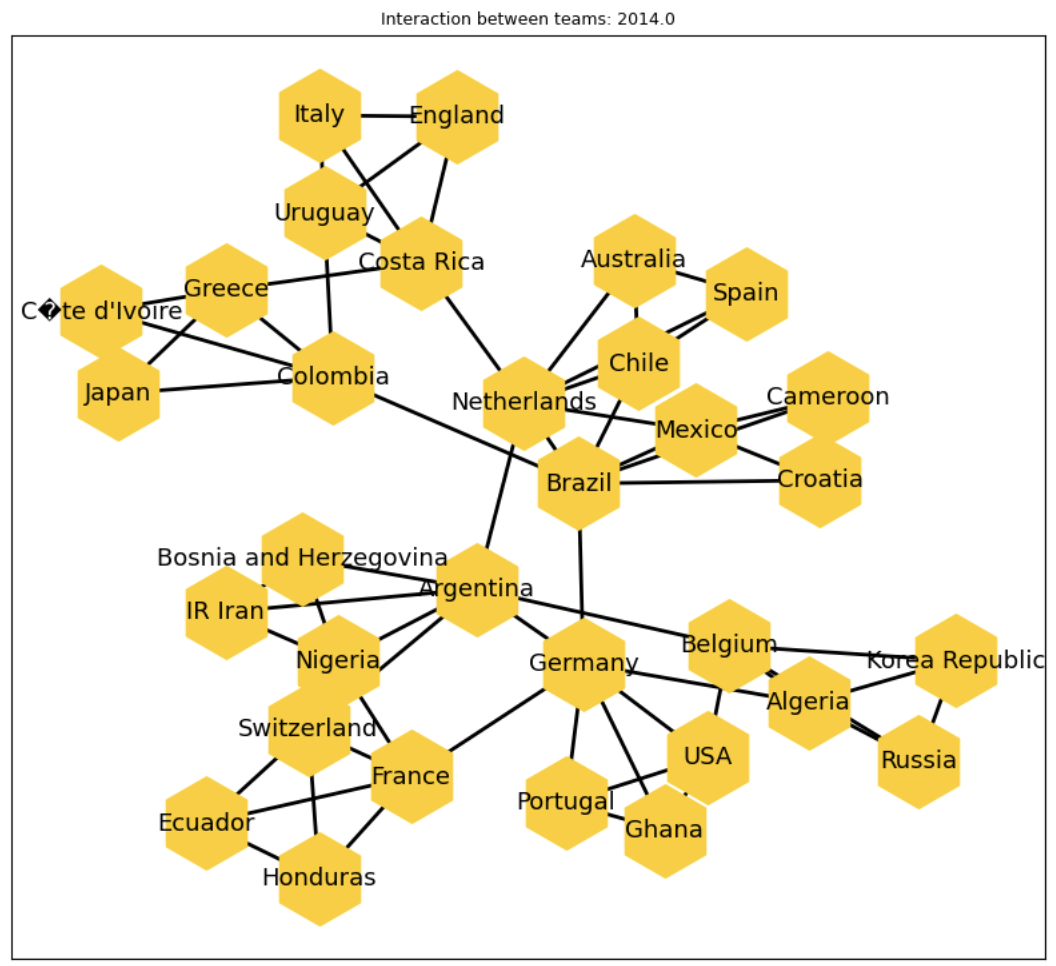 Interaction between teams: 2014.0
Italy
England
Uruguay
Costa Rica
Australia
Greece
Spain
C�te d'Ivoire
Chile
Colombia
Japan
Netherlands
Cameroon
Mexico
Brazil
Croatia
Bosnia and Herzegovina
Argentina
IR Iran
Belgium
Nigeria
Germany
Korea Republic
Algeria
Switzerland
USA
Russia
France
Portugal
Ecuador
Ghana
Honduras